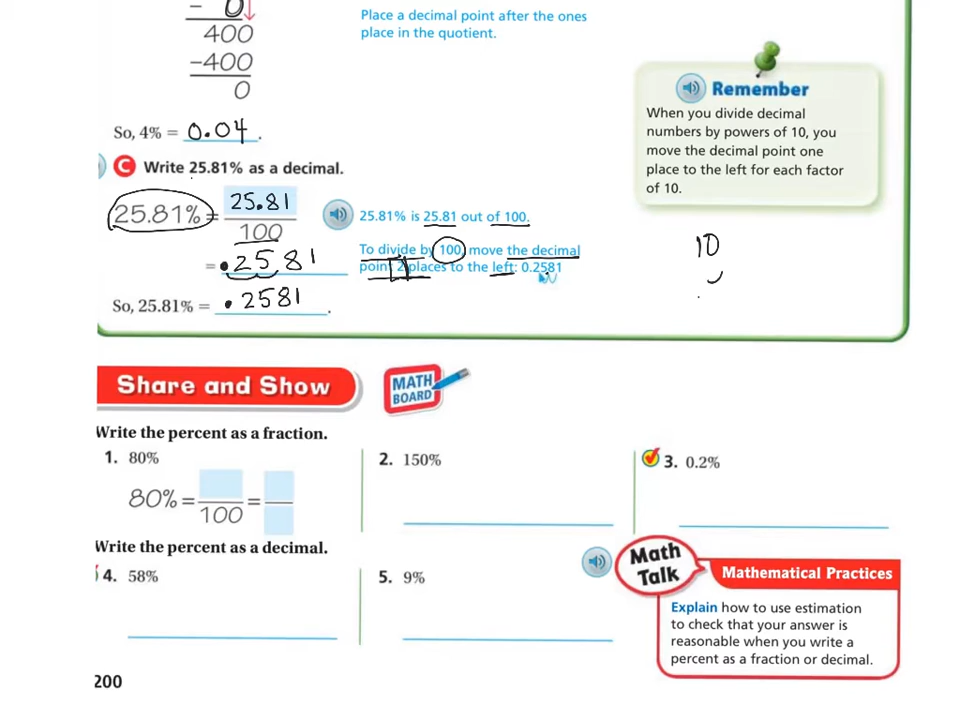 - 0
Place a decimal point after the ones
place in the quotient.
400
-400
0
So, 4% = 0.04.
C Write 25.81% as a decimal.
25.81% = 25.81
100
25.81% is 25.81 out of 100.
To divide by 100, move the decimal
point 2 places to the left: 0.2581
= .2581
So, 25.81% = .2581.
Remember
When you divide decimal
numbers by powers of 10, you
move the decimal point one
place to the left for each factor
of 10.
10
Share and Show
MATH
BOARD
Write the percent as a fraction.
1. 80%
80% = /100 =
2. 150%
3. 0.2%
Write the percent as a decimal.
4. 58%
5. 9%
Math
Talk
Mathematical Practices
Explain how to use estimation
to check that your answer is
reasonable when you write a
percent as a fraction or decimal.
200